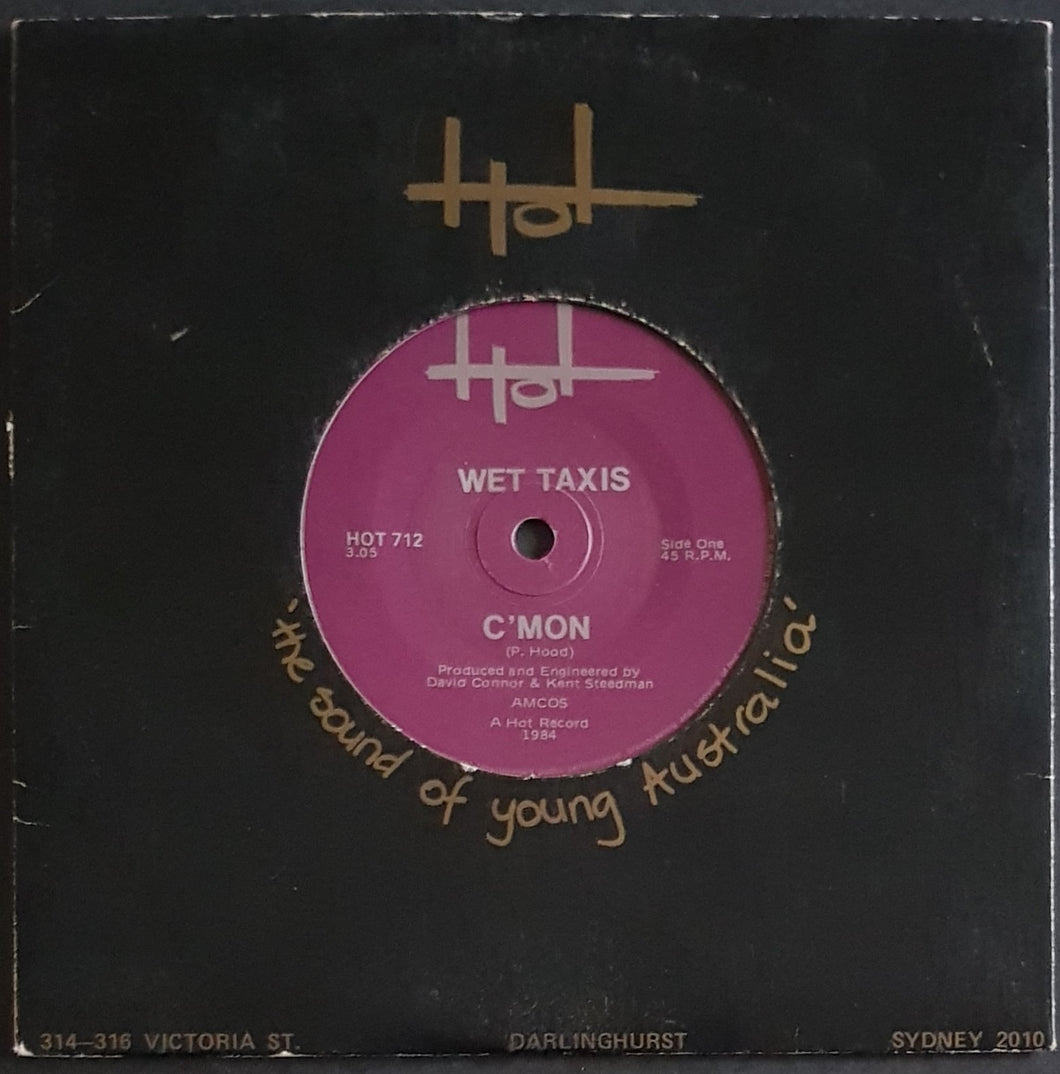 Hot
Hot
WET TAXIS
HOT 712
3.05
Side One
45 R.P.M.
C'MON
(P. Hood)
Produced and Engineered by
David Connor & Kent Steedman
AMCOS
A Hot Record
1984
'the sound of young Australia'
314–316 VICTORIA ST. DARLINGHURST SYDNEY 2010